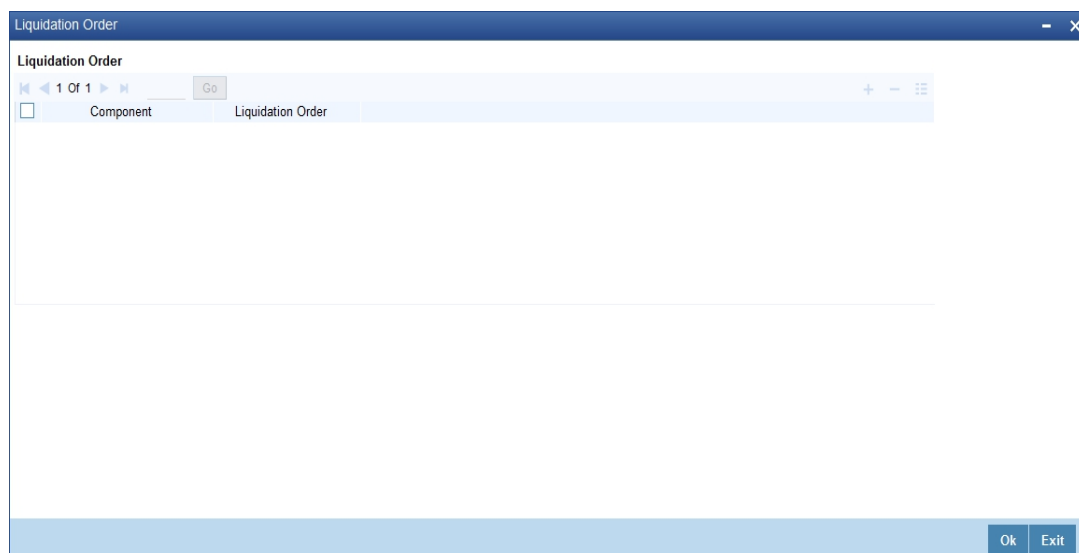 Liquidation Order
Liquidation Order
1 Of 1 Go
Component Liquidation Order
Ok Exit